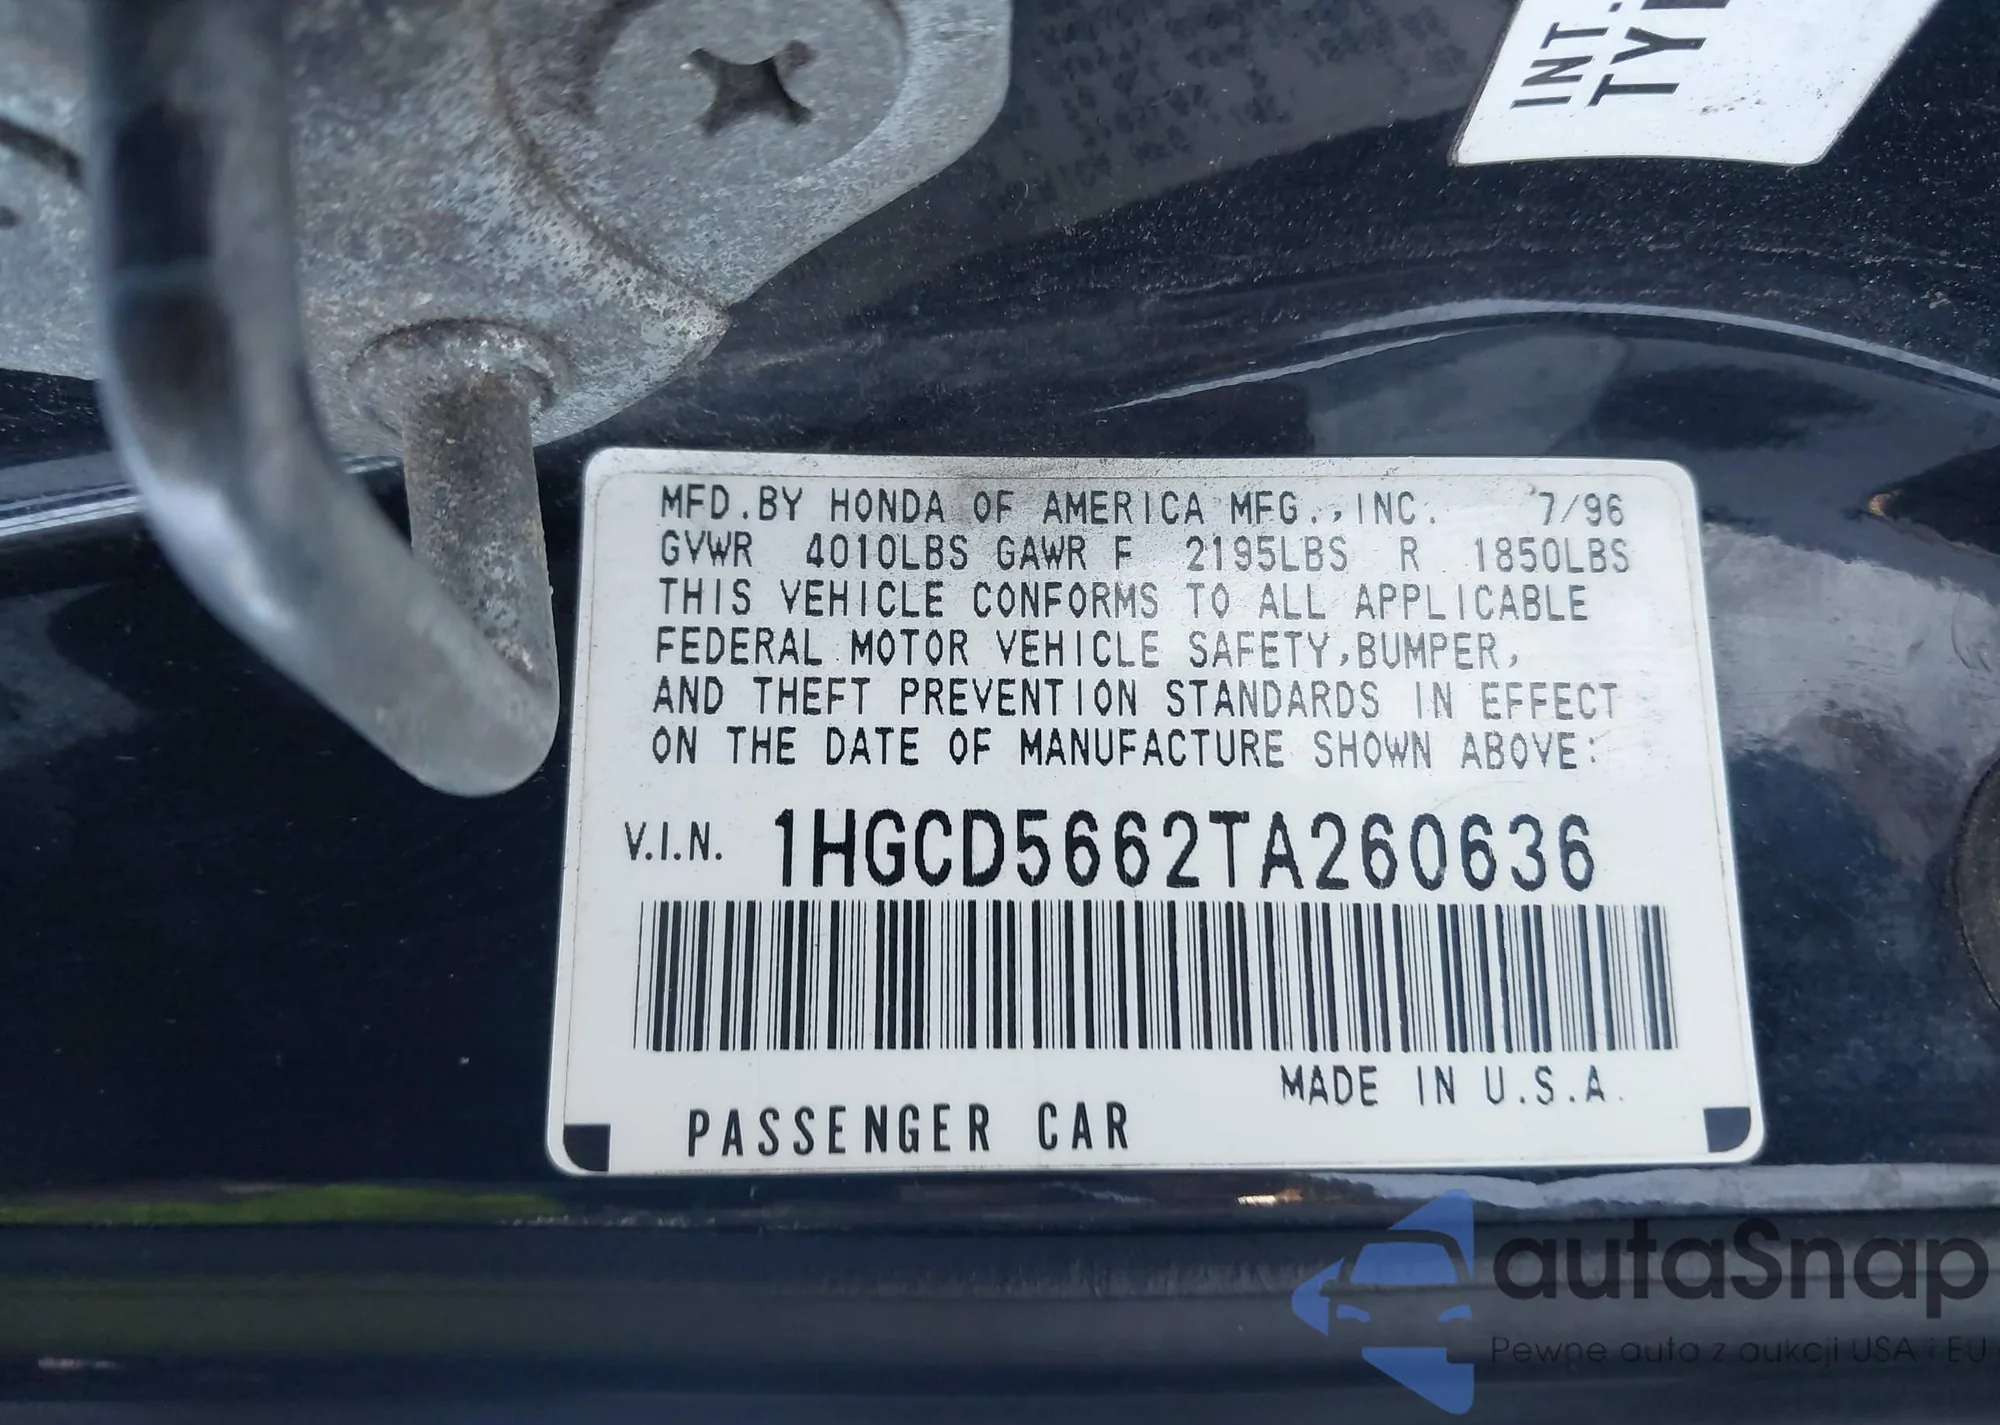 INT.
MFD.BY HONDA OF AMERICA MFG.,INC. 7/96
GVWR 4010LBS GAWR F 2195LBS R 1850LBS
THIS VEHICLE CONFORMS TO ALL APPLICABLE
FEDERAL MOTOR VEHICLE SAFETY,BUMPER,
AND THEFT PREVENTION STANDARDS IN EFFECT
ON THE DATE OF MANUFACTURE SHOWN ABOVE:
V.I.N. 1HGCD5662TA260636
MADE IN U.S.A.
PASSENGER CAR
autaSnap
Pewne auta z aukcji USA i EU